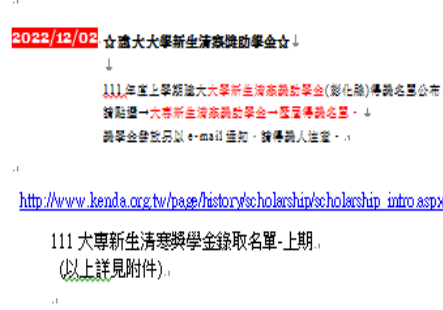 2022/12/02 ☆建大大學新生清寒獎助學金☆
111年度上學期建大大學新生清寒獎助學金(彰化縣)得獎名單公布
請點選→大專新生清寒獎助學金→歷屆得獎名單。
獎學金發放另以 e-mail 通知，請得獎人注意。
http://www.kenda.org.tw/page/history/scholarship/scholarship_intro.aspx
111 大專新生清寒獎學金錄取名單-上期
(以上詳見附件)